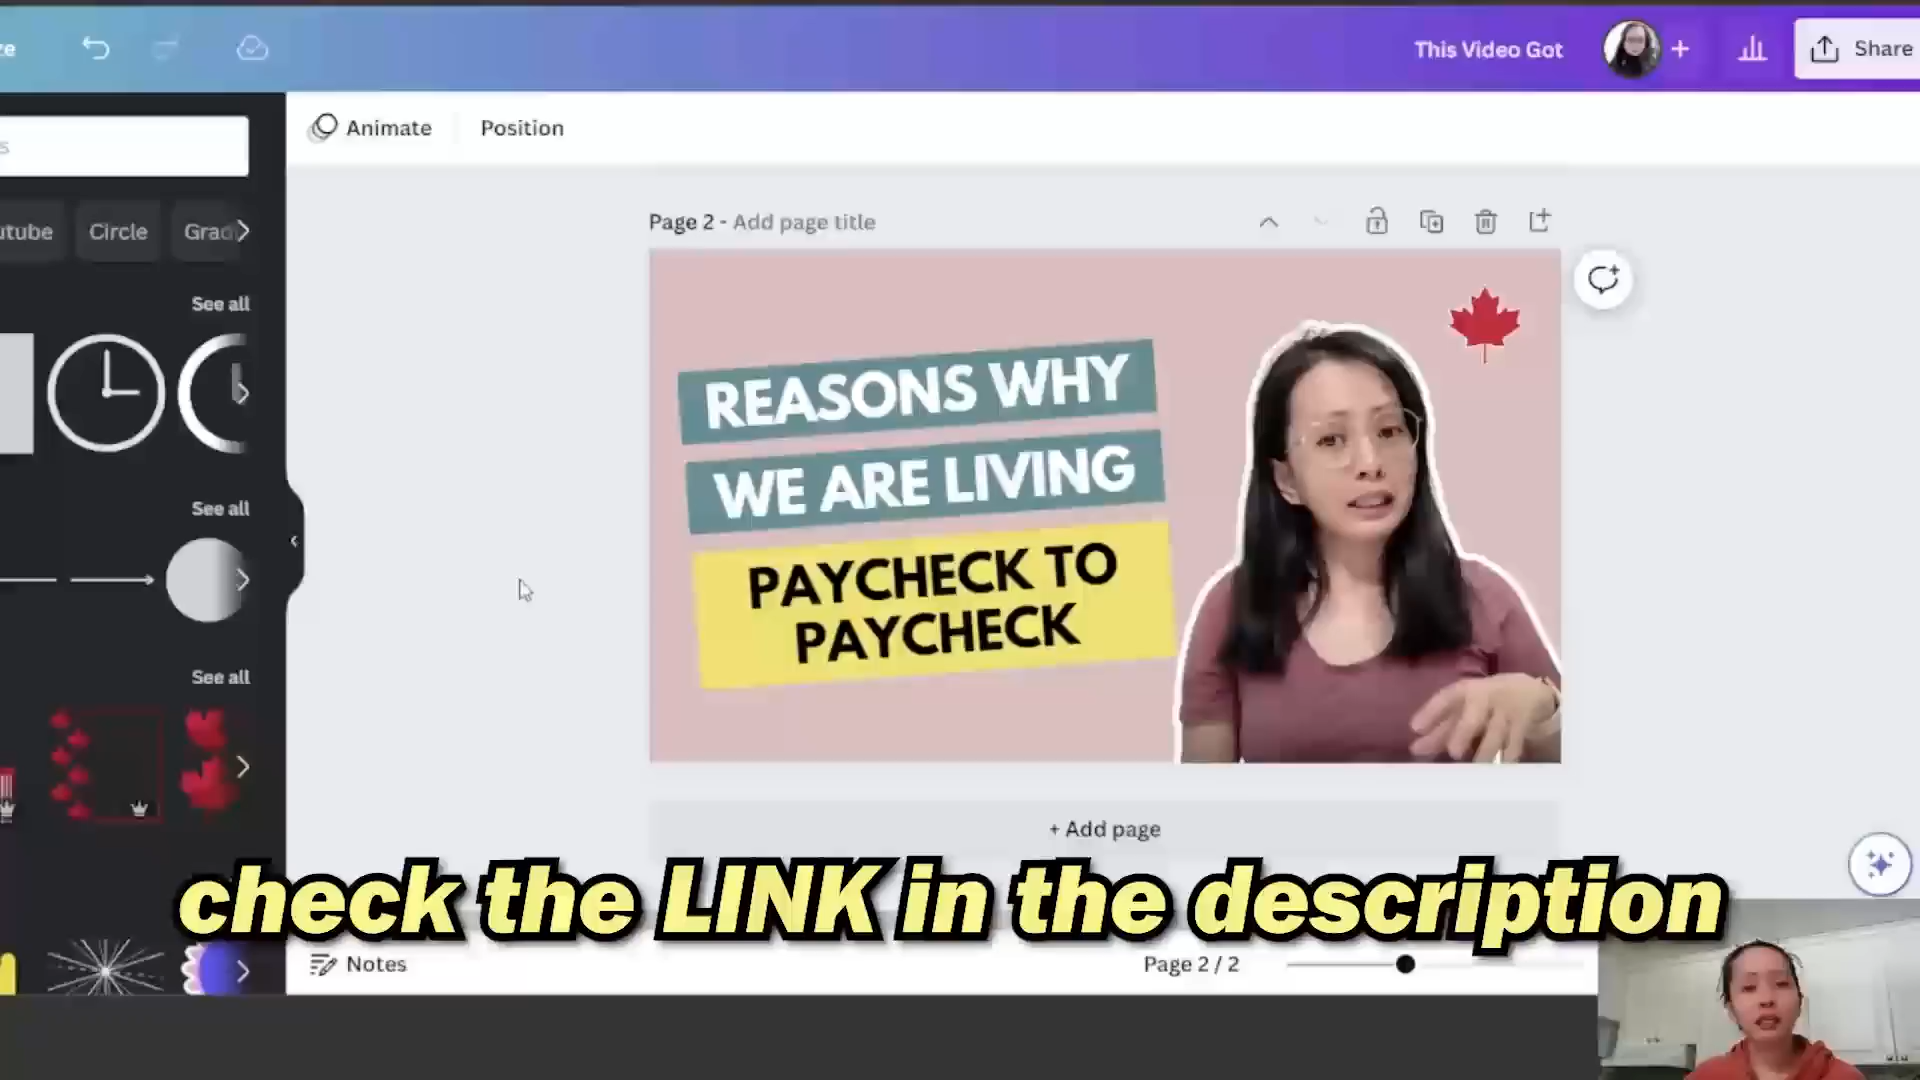 ze
This Video Got
Share
Animate
Position
s
utube
Circle
Grad
Page 2 - Add page title
See all
REASONS WHY
WE ARE LIVING
PAYCHECK TO
PAYCHECK
See all
See all
+ Add page
check the LINK in the description
Notes
Page 2 / 2